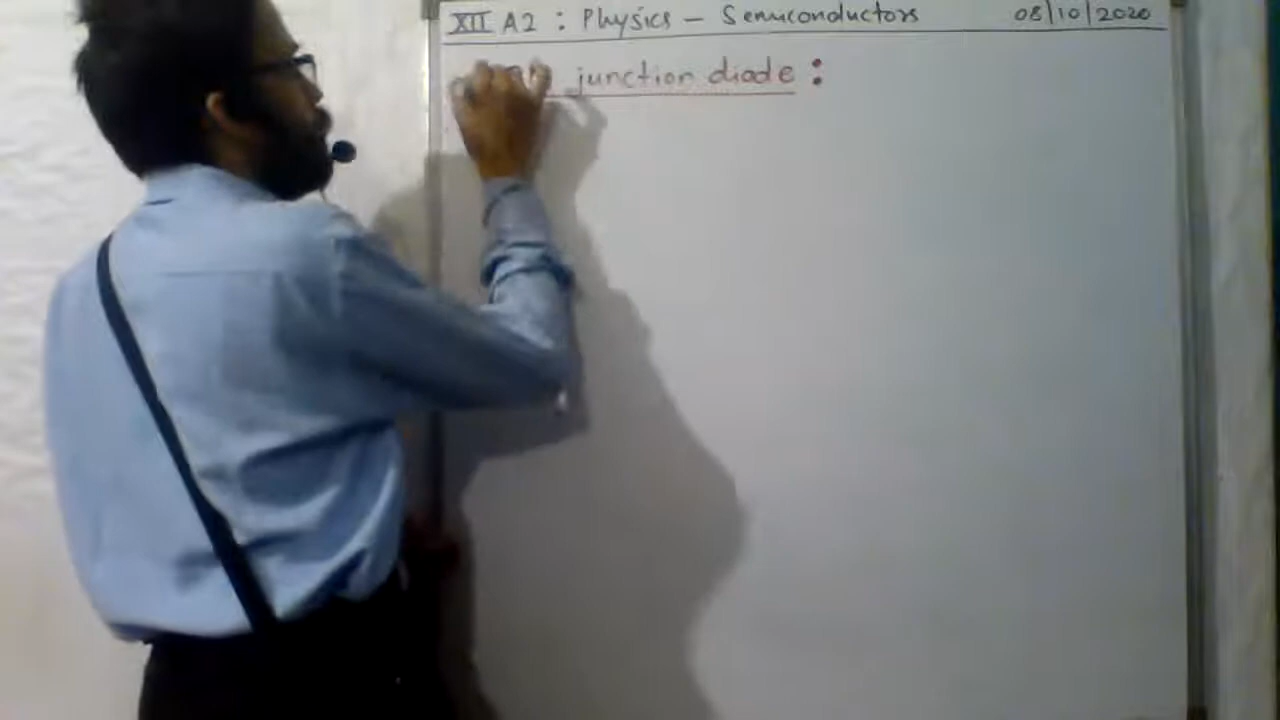 XII A2 : Physics - Semiconductors 08/10/2020
junction diode :